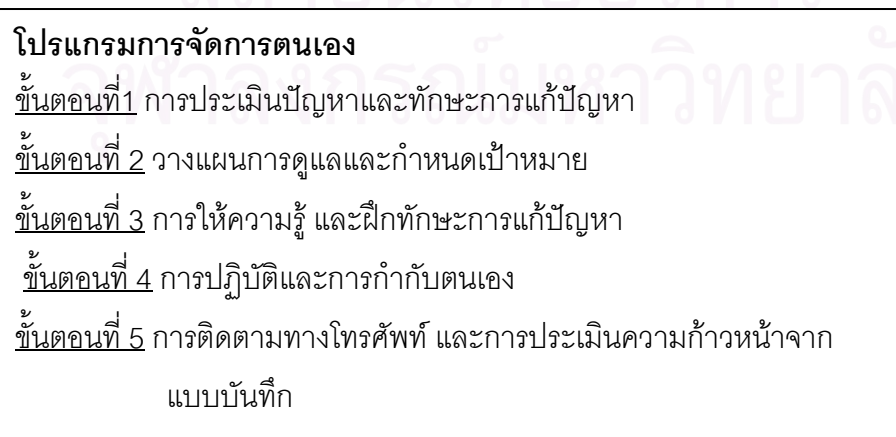 โปรแกรมการจัดการตนเอง
ขั้นตอนที่1 การประเมินปัญหาและทักษะการแก้ปัญหา
ขั้นตอนที่ 2 วางแผนการดูแลและกำหนดเป้าหมาย
ขั้นตอนที่ 3 การให้ความรู้ และฝึกทักษะการแก้ปัญหา
ขั้นตอนที่ 4 การปฏิบัติและการกำกับตนเอง
ขั้นตอนที่ 5 การติดตามทางโทรศัพท์ และการประเมินความก้าวหน้าจาก
แบบบันทึก